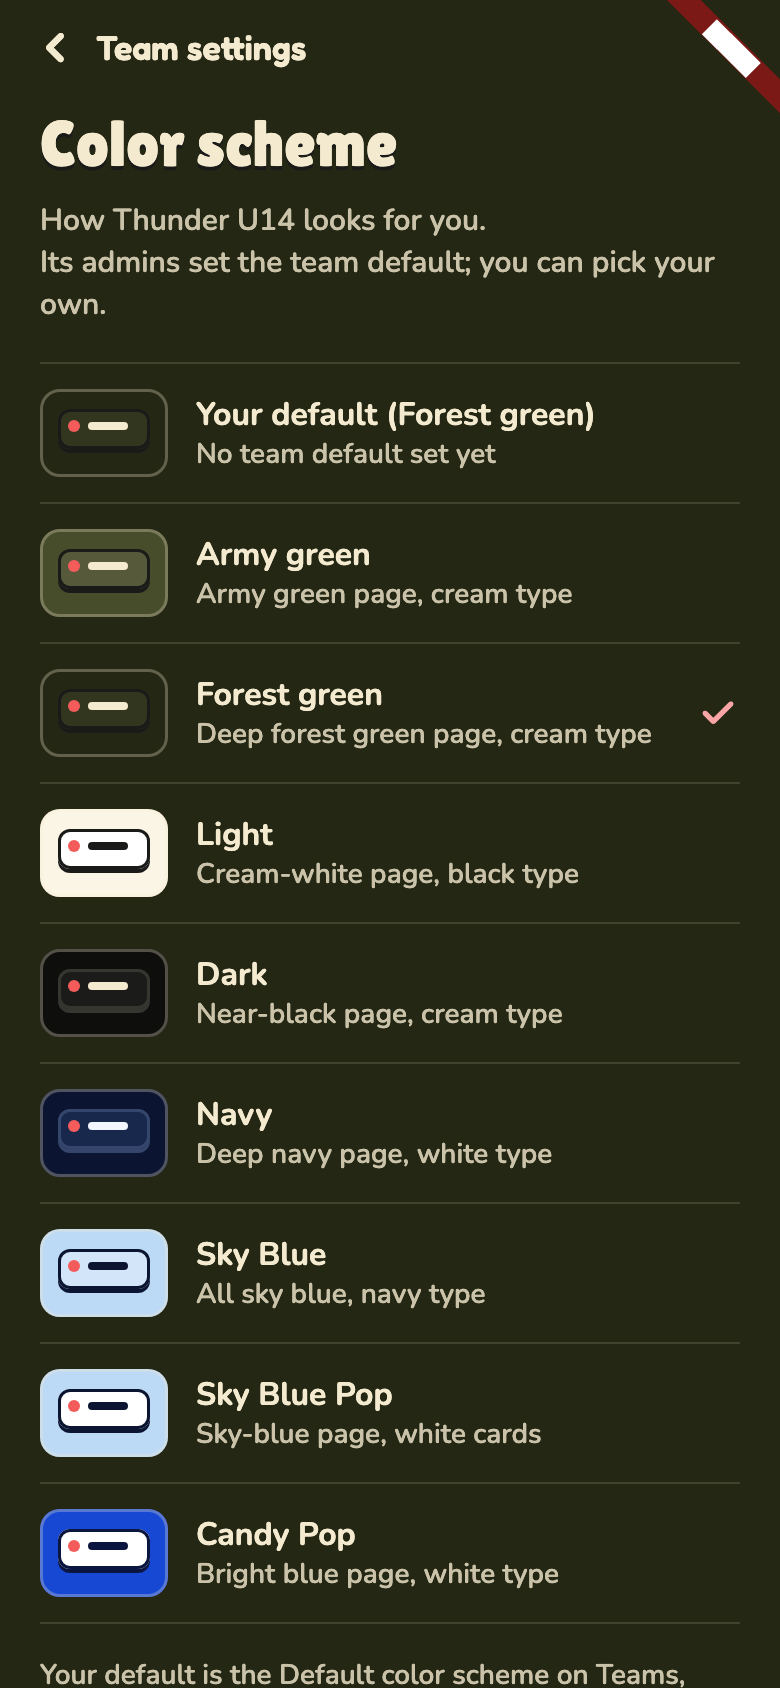 Team settings
Color scheme
How Thunder U14 looks for you.
Its admins set the team default; you can pick your
own.
Your default (Forest green)
No team default set yet
Army green
Army green page, cream type
Forest green
Deep forest green page, cream type
Light
Cream-white page, black type
Dark
Near-black page, cream type
Navy
Deep navy page, white type
Sky Blue
All sky blue, navy type
Sky Blue Pop
Sky-blue page, white cards
Candy Pop
Bright blue page, white type
Your default is the Default color scheme on Teams,